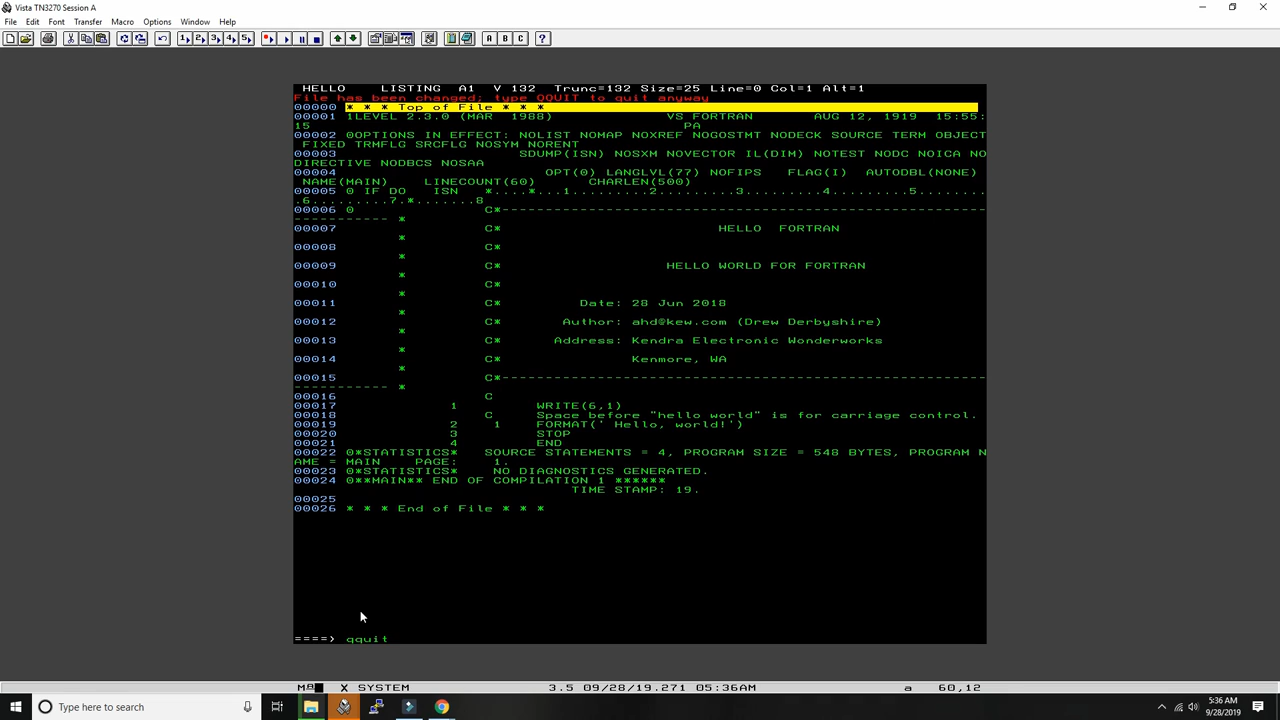 Vista TN3270 Session A
File Edit Font Transfer Macro Options Window Help
1 2 3 4 5 A B C ?
HELLO LISTING A1 V 132 Trunc=132 Size=25 Line=0 Col=1 Alt=1
File has been changed; type QQUIT to quit anyway
00000 * * * Top of File * * *
00001 1LEVEL 2.3.0 (MAR 1988) VS FORTRAN AUG 12, 1919 15:55:
15 PA
00002 0OPTIONS IN EFFECT: NOLIST NOMAP NOXREF NOGOSTMT NODECK SOURCE TERM OBJECT
FIXED TRMFLG SRCFLG NOSYM NORENT
00003 SDUMP(ISN) NOSXM NOVECTOR IL(DIM) NOTEST NODC NOICA NO
DIRECTIVE NODBCS NOSAA
00004 OPT(0) LANGLVL(77) NOFIPS FLAG(I) AUTODBL(NONE)
NAME(MAIN) LINECOUNT(60) CHARLEN(500)
00005 0 IF DO ISN *....*...1.........2.........3.........4.........5.........
.6.........7.*.......8
00006 0 C*--------------------------------------------------------
----------- *
00007 C* HELLO FORTRAN
*
00008 C*
*
00009 C* HELLO WORLD FOR FORTRAN
*
00010 C*
*
00011 C* Date: 28 Jun 2018
*
00012 C* Author: ahd@kew.com (Drew Derbyshire)
*
00013 C* Address: Kendra Electronic Wonderworks
*
00014 C* Kenmore, WA
*
00015 C*--------------------------------------------------------
----------- *
00016 C
00017 1 WRITE(6,1)
00018 C Space before "hello world" is for carriage control.
00019 2 1 FORMAT(' Hello, world!')
00020 3 STOP
00021 4 END
00022 0*STATISTICS* SOURCE STATEMENTS = 4, PROGRAM SIZE = 548 BYTES, PROGRAM N
AME = MAIN PAGE: 1.
00023 0*STATISTICS* NO DIAGNOSTICS GENERATED.
00024 0**MAIN** END OF COMPILATION 1 ******
TIME STAMP: 19.
00025
00026 * * * End of File * * *
====> qquit
X SYSTEM 3.5 09/28/19.271 05:36AM a 60,12
Type here to search
5:36 AM
9/28/2019